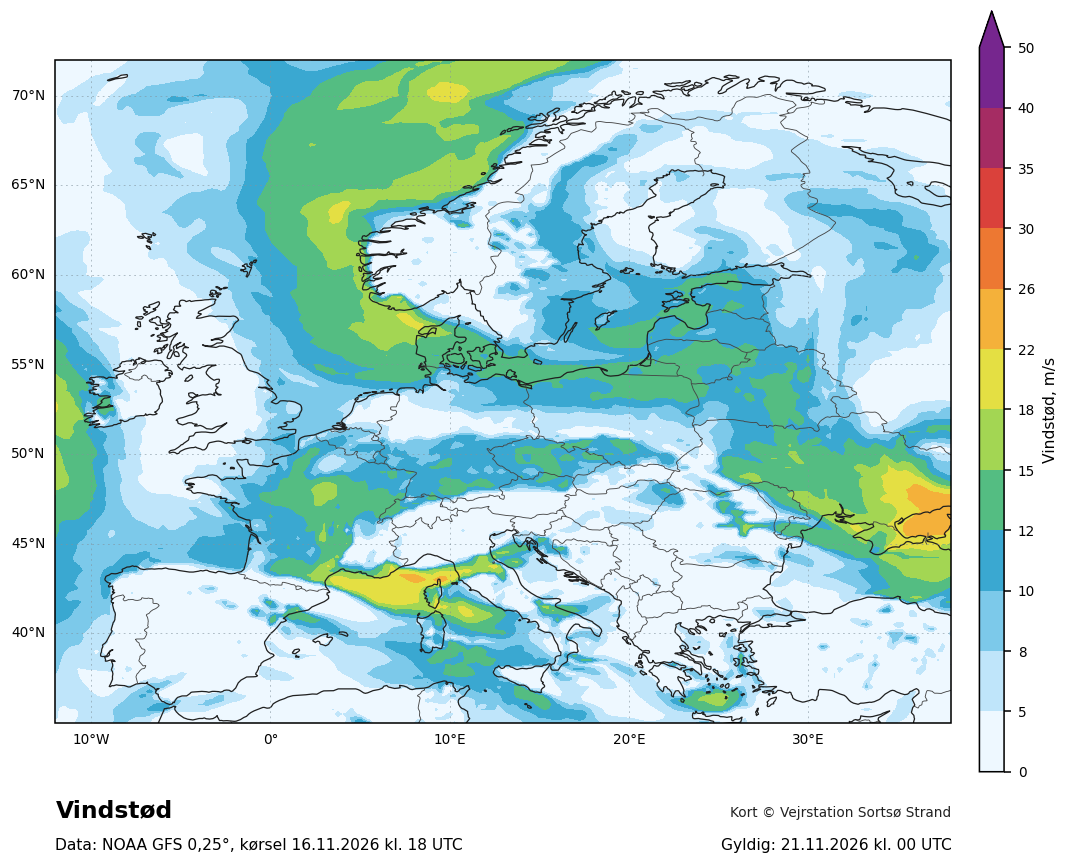 50
40
35
30
26
22
18
15
12
10
8
5
0
Vindstød, m/s
70°N
65°N
60°N
55°N
50°N
45°N
40°N
10°W
0°
10°E
20°E
30°E
Vindstød
Kort © Vejrstation Sortsø Strand
Data: NOAA GFS 0,25°, kørsel 16.11.2026 kl. 18 UTC
Gyldig: 21.11.2026 kl. 00 UTC